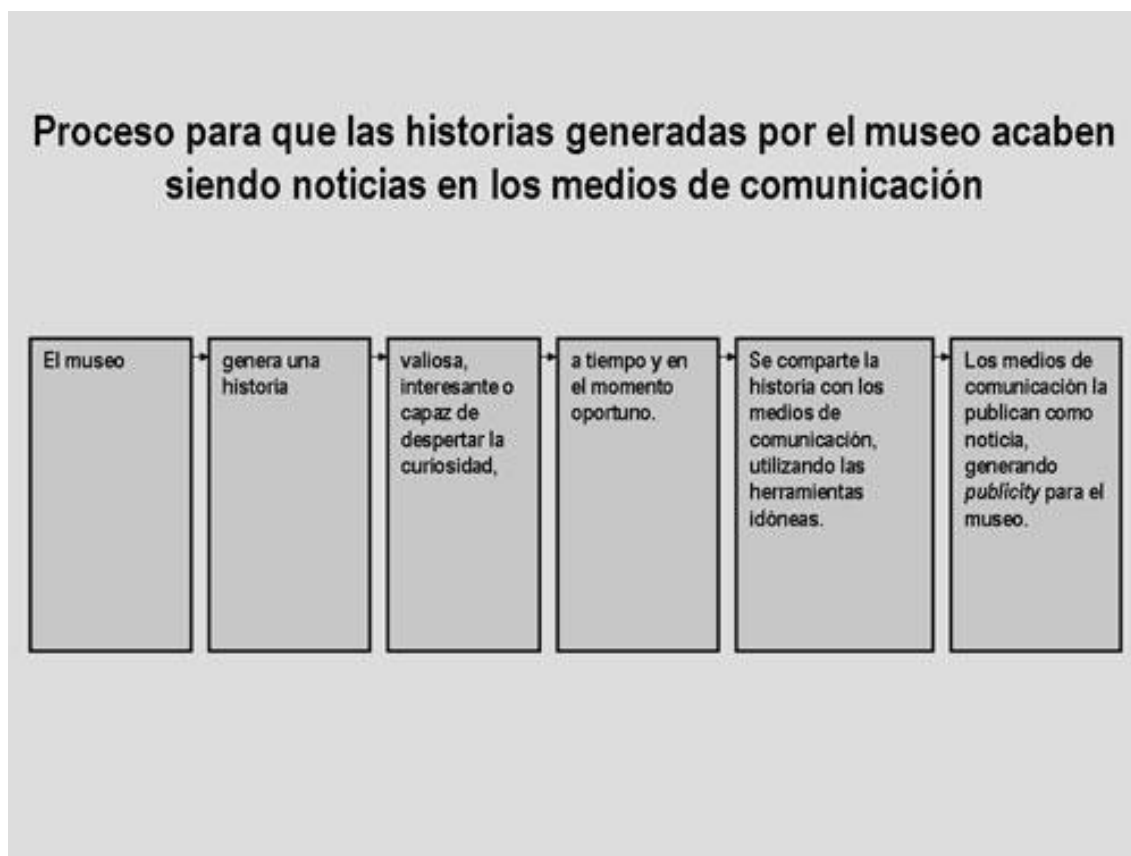 Proceso para que las historias generadas por el museo acaben
siendo noticias en los medios de comunicación
El museo
genera una
historia
valiosa,
interesante o
capaz de
despertar la
curiosidad,
a tiempo y en
el momento
oportuno.
Se comparte la
historia con los
medios de
comunicación,
utilizando las
herramientas
idóneas.
Los medios de
comunicación la
publican como
noticia,
generando
publicity para el
museo.